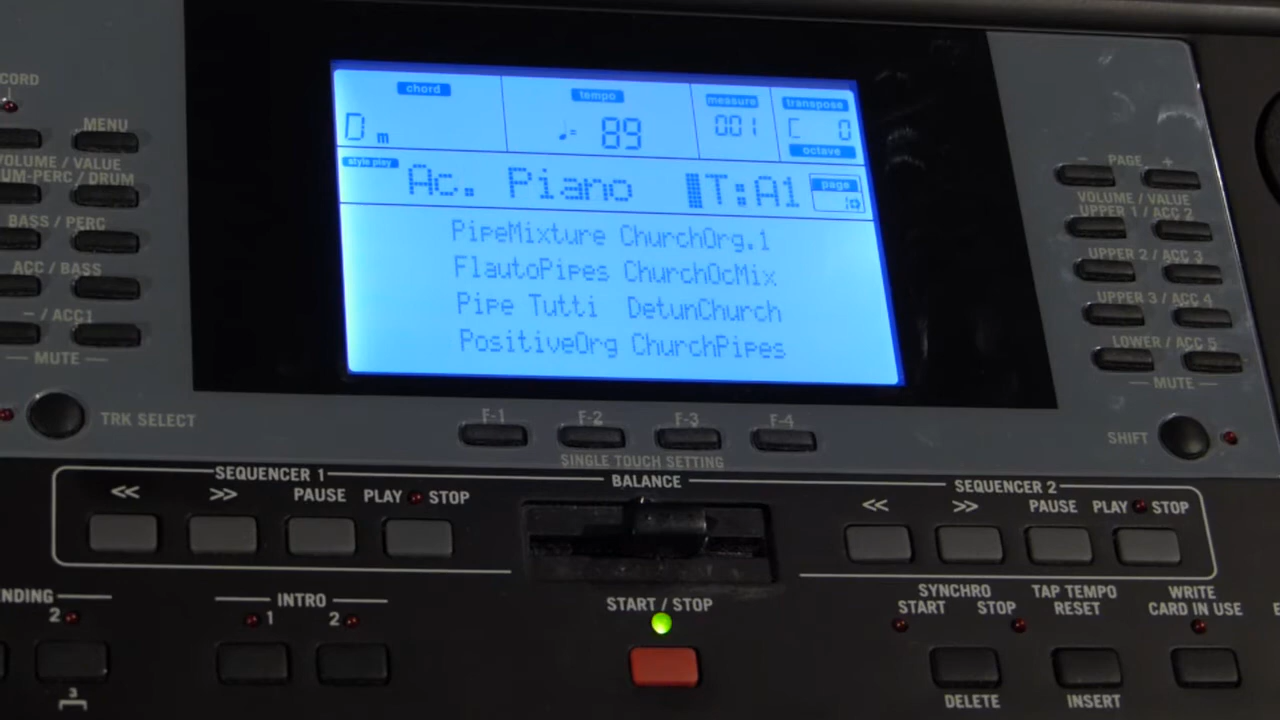 CORD
MENU
VOLUME / VALUE
UM-PERC / DRUM
BASS / PERC
ACC / BASS
- / ACC1
MUTE
TRK SELECT
chord
Dm
tempo
♩= 89
measure
001
transpose
C 0
octave
style play
Ac. Piano
T:A1
page
PipeMixture ChurchOrg.1
FlautoPipes ChurchOcMix
Pipe Tutti DetunChurch
PositiveOrg ChurchPipes
- PAGE +
VOLUME / VALUE
UPPER 1 / ACC 2
UPPER 2 / ACC 3
UPPER 3 / ACC 4
LOWER / ACC 5
MUTE
SHIFT
F-1 F-2 F-3 F-4
SINGLE TOUCH SETTING
SEQUENCER 1
<< >> PAUSE PLAY STOP
BALANCE
SEQUENCER 2
<< >> PAUSE PLAY STOP
NDING
2
3
INTRO
1 2
START / STOP
SYNCHRO
START STOP
TAP TEMPO
RESET
WRITE
CARD IN USE
DELETE
INSERT